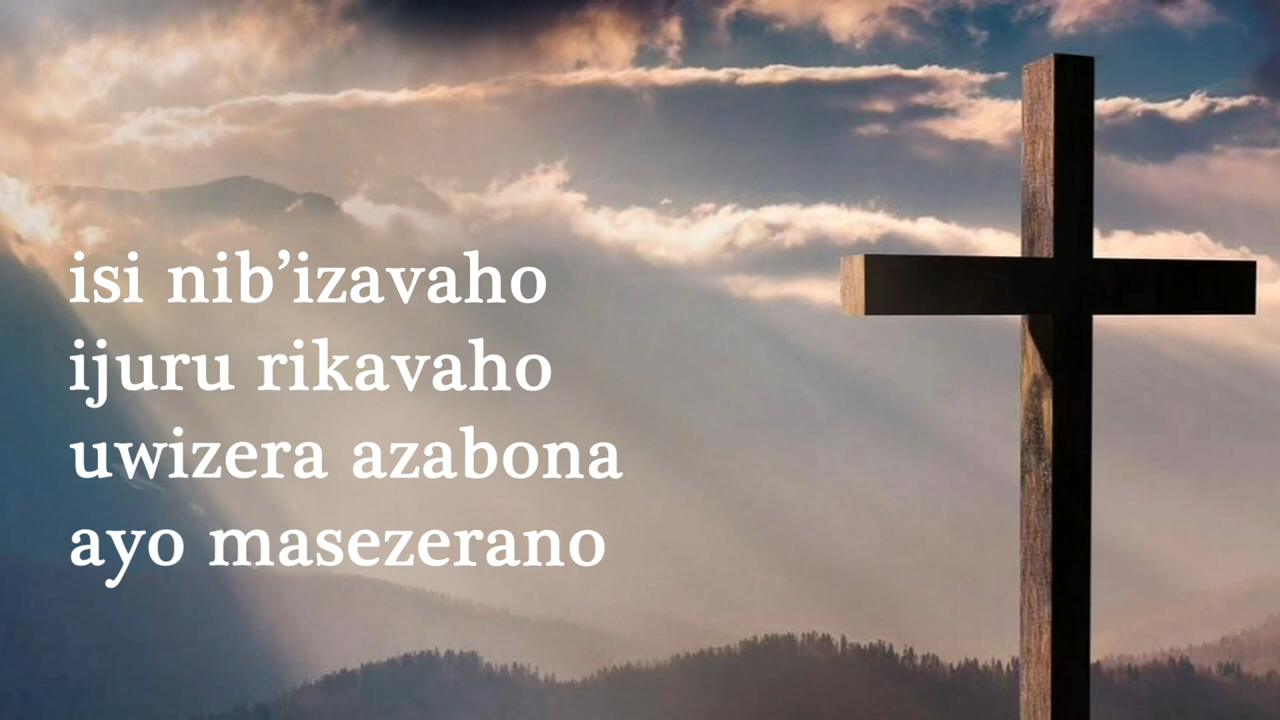 isi nib’izavaho
ijuru rikavaho
uwizera azabona
ayo masezerano